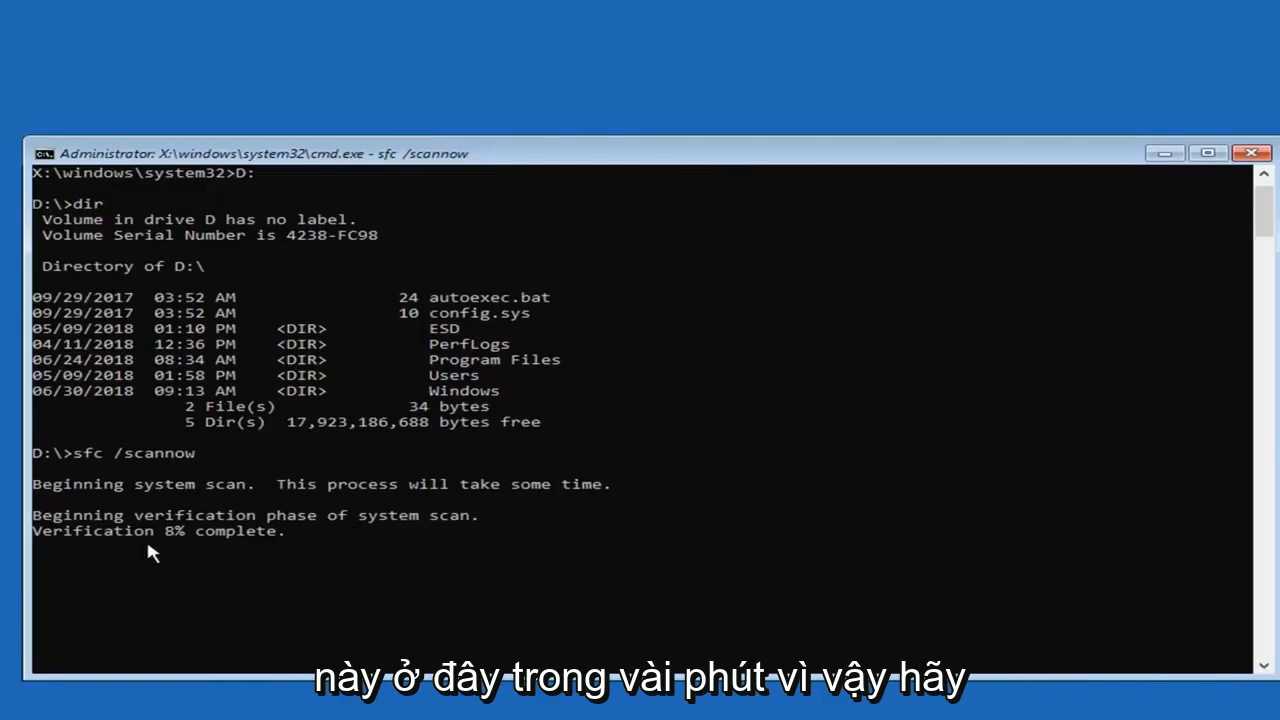 Administrator: X:\windows\system32\cmd.exe - sfc /scannow
X:\windows\system32>D:
D:\>dir
Volume in drive D has no label.
Volume Serial Number is 4238-FC98
Directory of D:\
09/29/2017 03:52 AM 24 autoexec.bat
09/29/2017 03:52 AM 10 config.sys
05/09/2018 01:10 PM <DIR> ESD
04/11/2018 12:36 PM <DIR> PerfLogs
06/24/2018 08:34 AM <DIR> Program Files
05/09/2018 01:58 PM <DIR> Users
06/30/2018 09:13 AM <DIR> Windows
2 File(s) 34 bytes
5 Dir(s) 17,923,186,688 bytes free
D:\>sfc /scannow
Beginning system scan. This process will take some time.
Beginning verification phase of system scan.
Verification 8% complete.
này ở đây trong vài phút vì vậy hãy